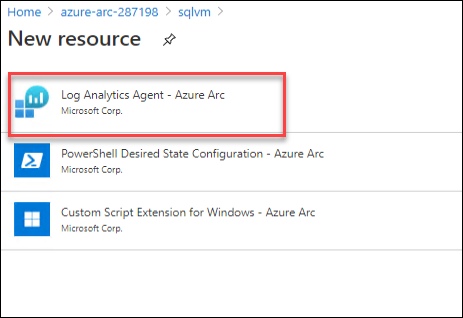 Home > azure-arc-287198 > sqlvm >
New resource
Log Analytics Agent - Azure Arc
Microsoft Corp.
PowerShell Desired State Configuration - Azure Arc
Microsoft Corp.
Custom Script Extension for Windows - Azure Arc
Microsoft Corp.